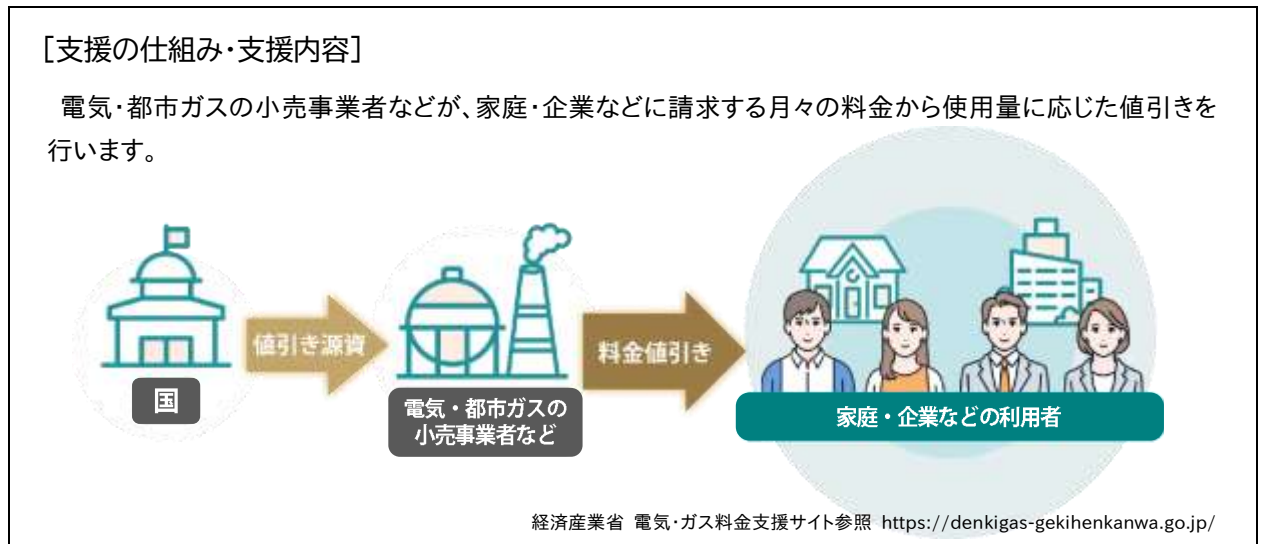 [支援の仕組み・支援内容]
電気・都市ガスの小売事業者などが、家庭・企業などに請求する月々の料金から使用量に応じた値引きを
行います。
値引き源資
料金値引き
国
電気・都市ガスの
小売事業者など
家庭・企業などの利用者
経済産業省 電気・ガス料金支援サイト参照 https://denkigas-gekihenkanwa.go.jp/